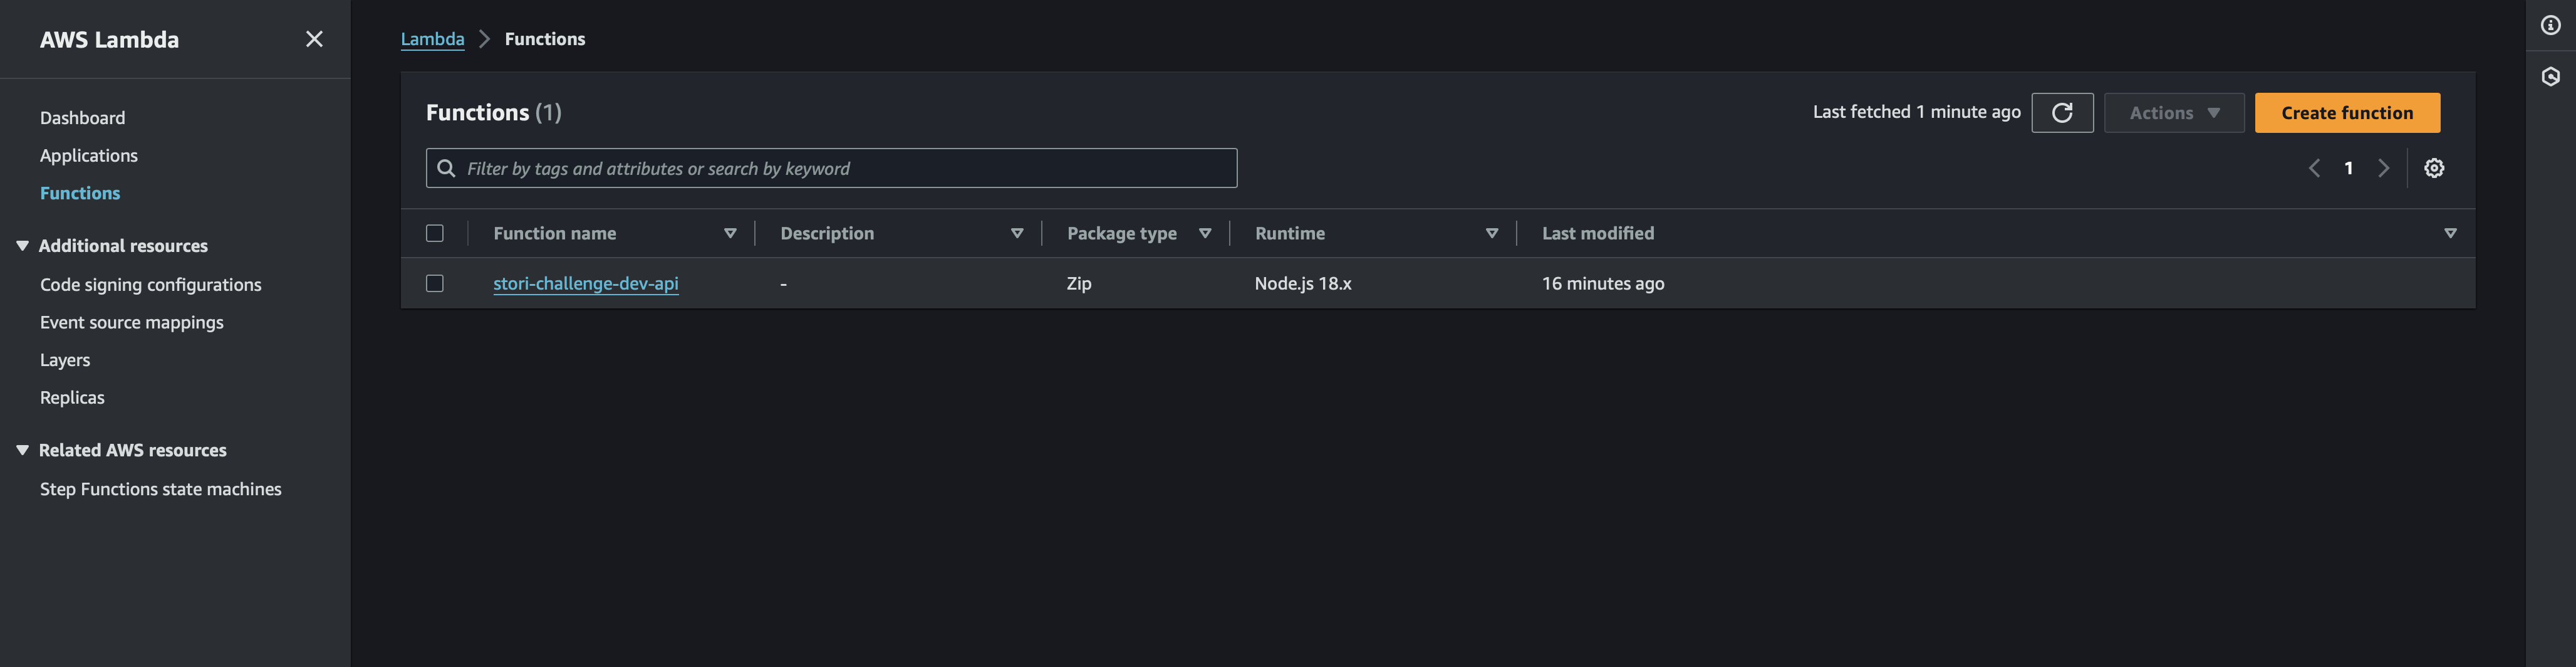 AWS Lambda
Dashboard
Applications
Functions
Additional resources
Code signing configurations
Event source mappings
Layers
Replicas
Related AWS resources
Step Functions state machines
Lambda > Functions
Functions (1)
Last fetched 1 minute ago
Actions
Create function
Filter by tags and attributes or search by keyword
1
Function name Description Package type Runtime Last modified
stori-challenge-dev-api - Zip Node.js 18.x 16 minutes ago